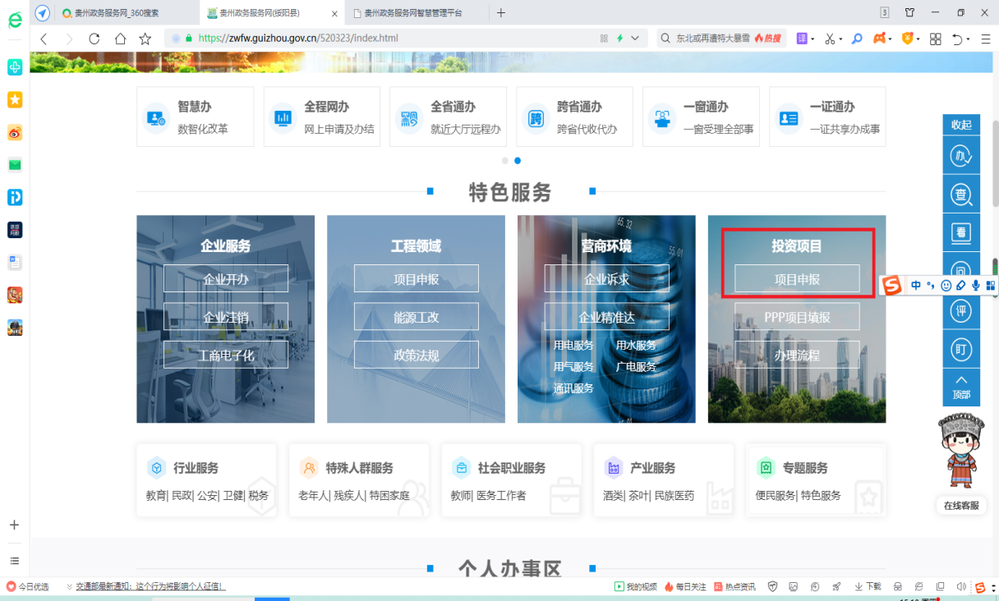 贵州政务服务网_360搜索
贵州政务服务网(绥阳县)
贵州政务服务网智慧管理平台
3
https://zwfw.guizhou.gov.cn/520323/index.html
东北或再遭特大暴雪 热搜
译
智慧办
数智化改革
全程网办
网上申请及办结
全省通办
就近大厅远程办
跨
跨省通办
跨省代收代办
一窗通办
一窗受理全部事
一证通办
一证共享办成事
收起
办
查
看
问
评
盯
顶部
特色服务
企业服务
企业开办
企业注销
工商电子化
工程领域
项目申报
能源工改
政策法规
65.32
55.01
营商环境
企业诉求
企业精准达
用电服务 用水服务
用气服务 广电服务
通讯服务
投资项目
项目申报
PPP项目填报
办理流程
中
行业服务
教育| 民政| 公安| 卫健| 税务
特殊人群服务
老年人| 残疾人| 特困家庭
社会职业服务
教师| 医务工作者
产业服务
酒类| 茶叶| 民族医药
专题服务
便民服务| 特色服务
在线客服
个人办事区
今日优选
交通部最新通知：这个行为将影响个人征信！
我的视频
每日关注
热点资讯
下载